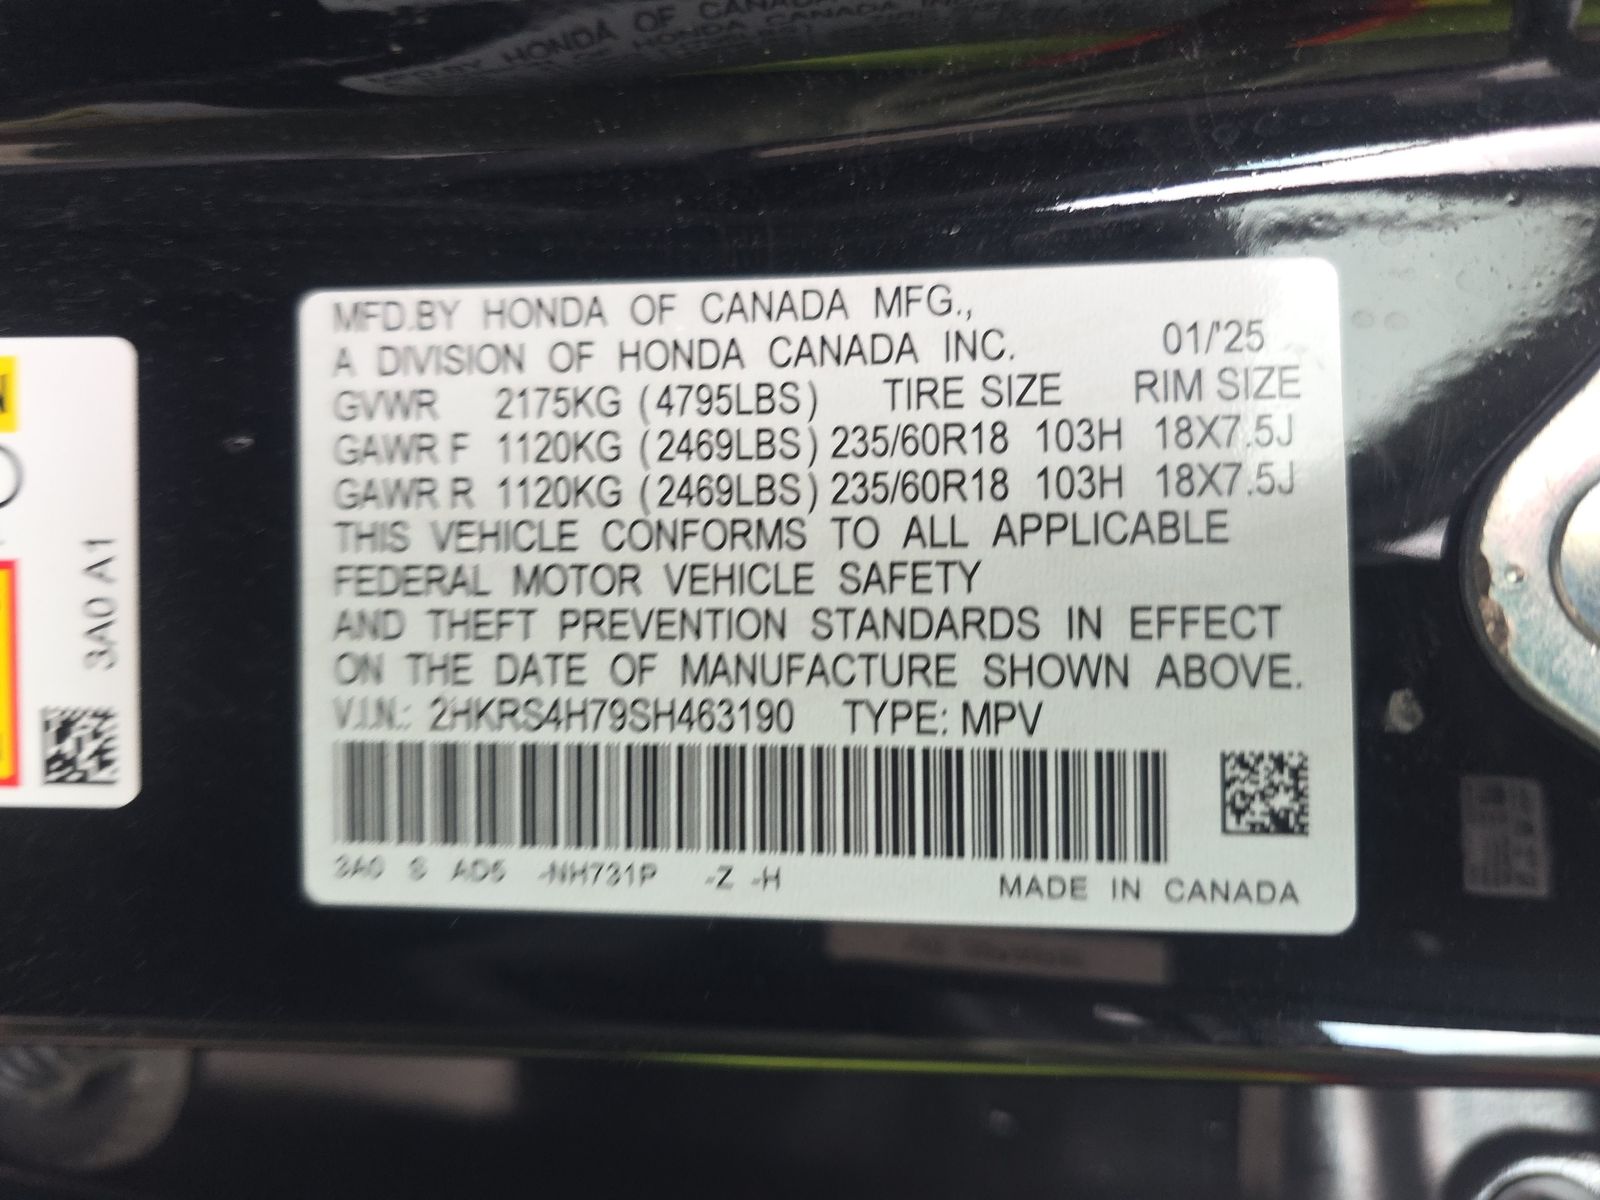 MFD.BY HONDA OF CANADA MFG.,
A DIVISION OF HONDA CANADA INC. 01/'25
GVWR 2175KG (4795LBS) TIRE SIZE RIM SIZE
GAWR F 1120KG (2469LBS) 235/60R18 103H 18X7.5J
GAWR R 1120KG (2469LBS) 235/60R18 103H 18X7.5J
THIS VEHICLE CONFORMS TO ALL APPLICABLE
FEDERAL MOTOR VEHICLE SAFETY
AND THEFT PREVENTION STANDARDS IN EFFECT
ON THE DATE OF MANUFACTURE SHOWN ABOVE.
V.I.N.: 2HKRS4H79SH463190 TYPE: MPV
3A0 S AD6 -NH731P -Z -H
MADE IN CANADA
3A0 A1